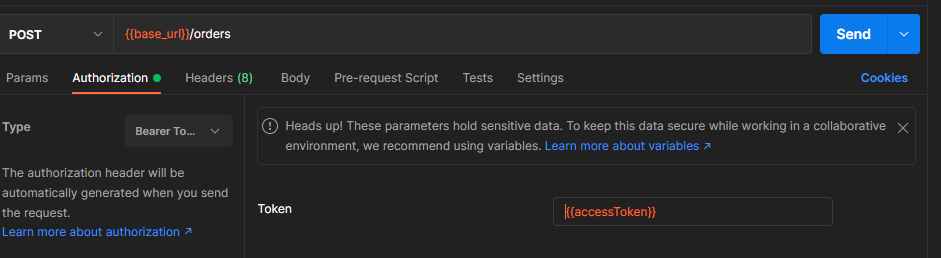 POST
{{base_url}}/orders
Send
Params
Authorization
Headers (8)
Body
Pre-request Script
Tests
Settings
Cookies
Type
Bearer To...
The authorization header will be
automatically generated when you send
the request.
Learn more about authorization ↗
Heads up! These parameters hold sensitive data. To keep this data secure while working in a collaborative
environment, we recommend using variables. Learn more about variables ↗
Token
{{accessToken}}